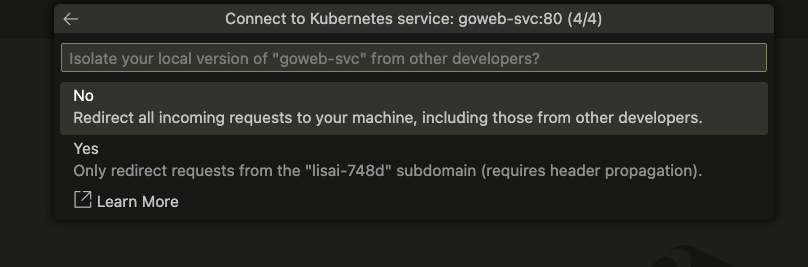 Connect to Kubernetes service: goweb-svc:80 (4/4)
Isolate your local version of "goweb-svc" from other developers?
No
Redirect all incoming requests to your machine, including those from other developers.
Yes
Only redirect requests from the "lisai-748d" subdomain (requires header propagation).
Learn More